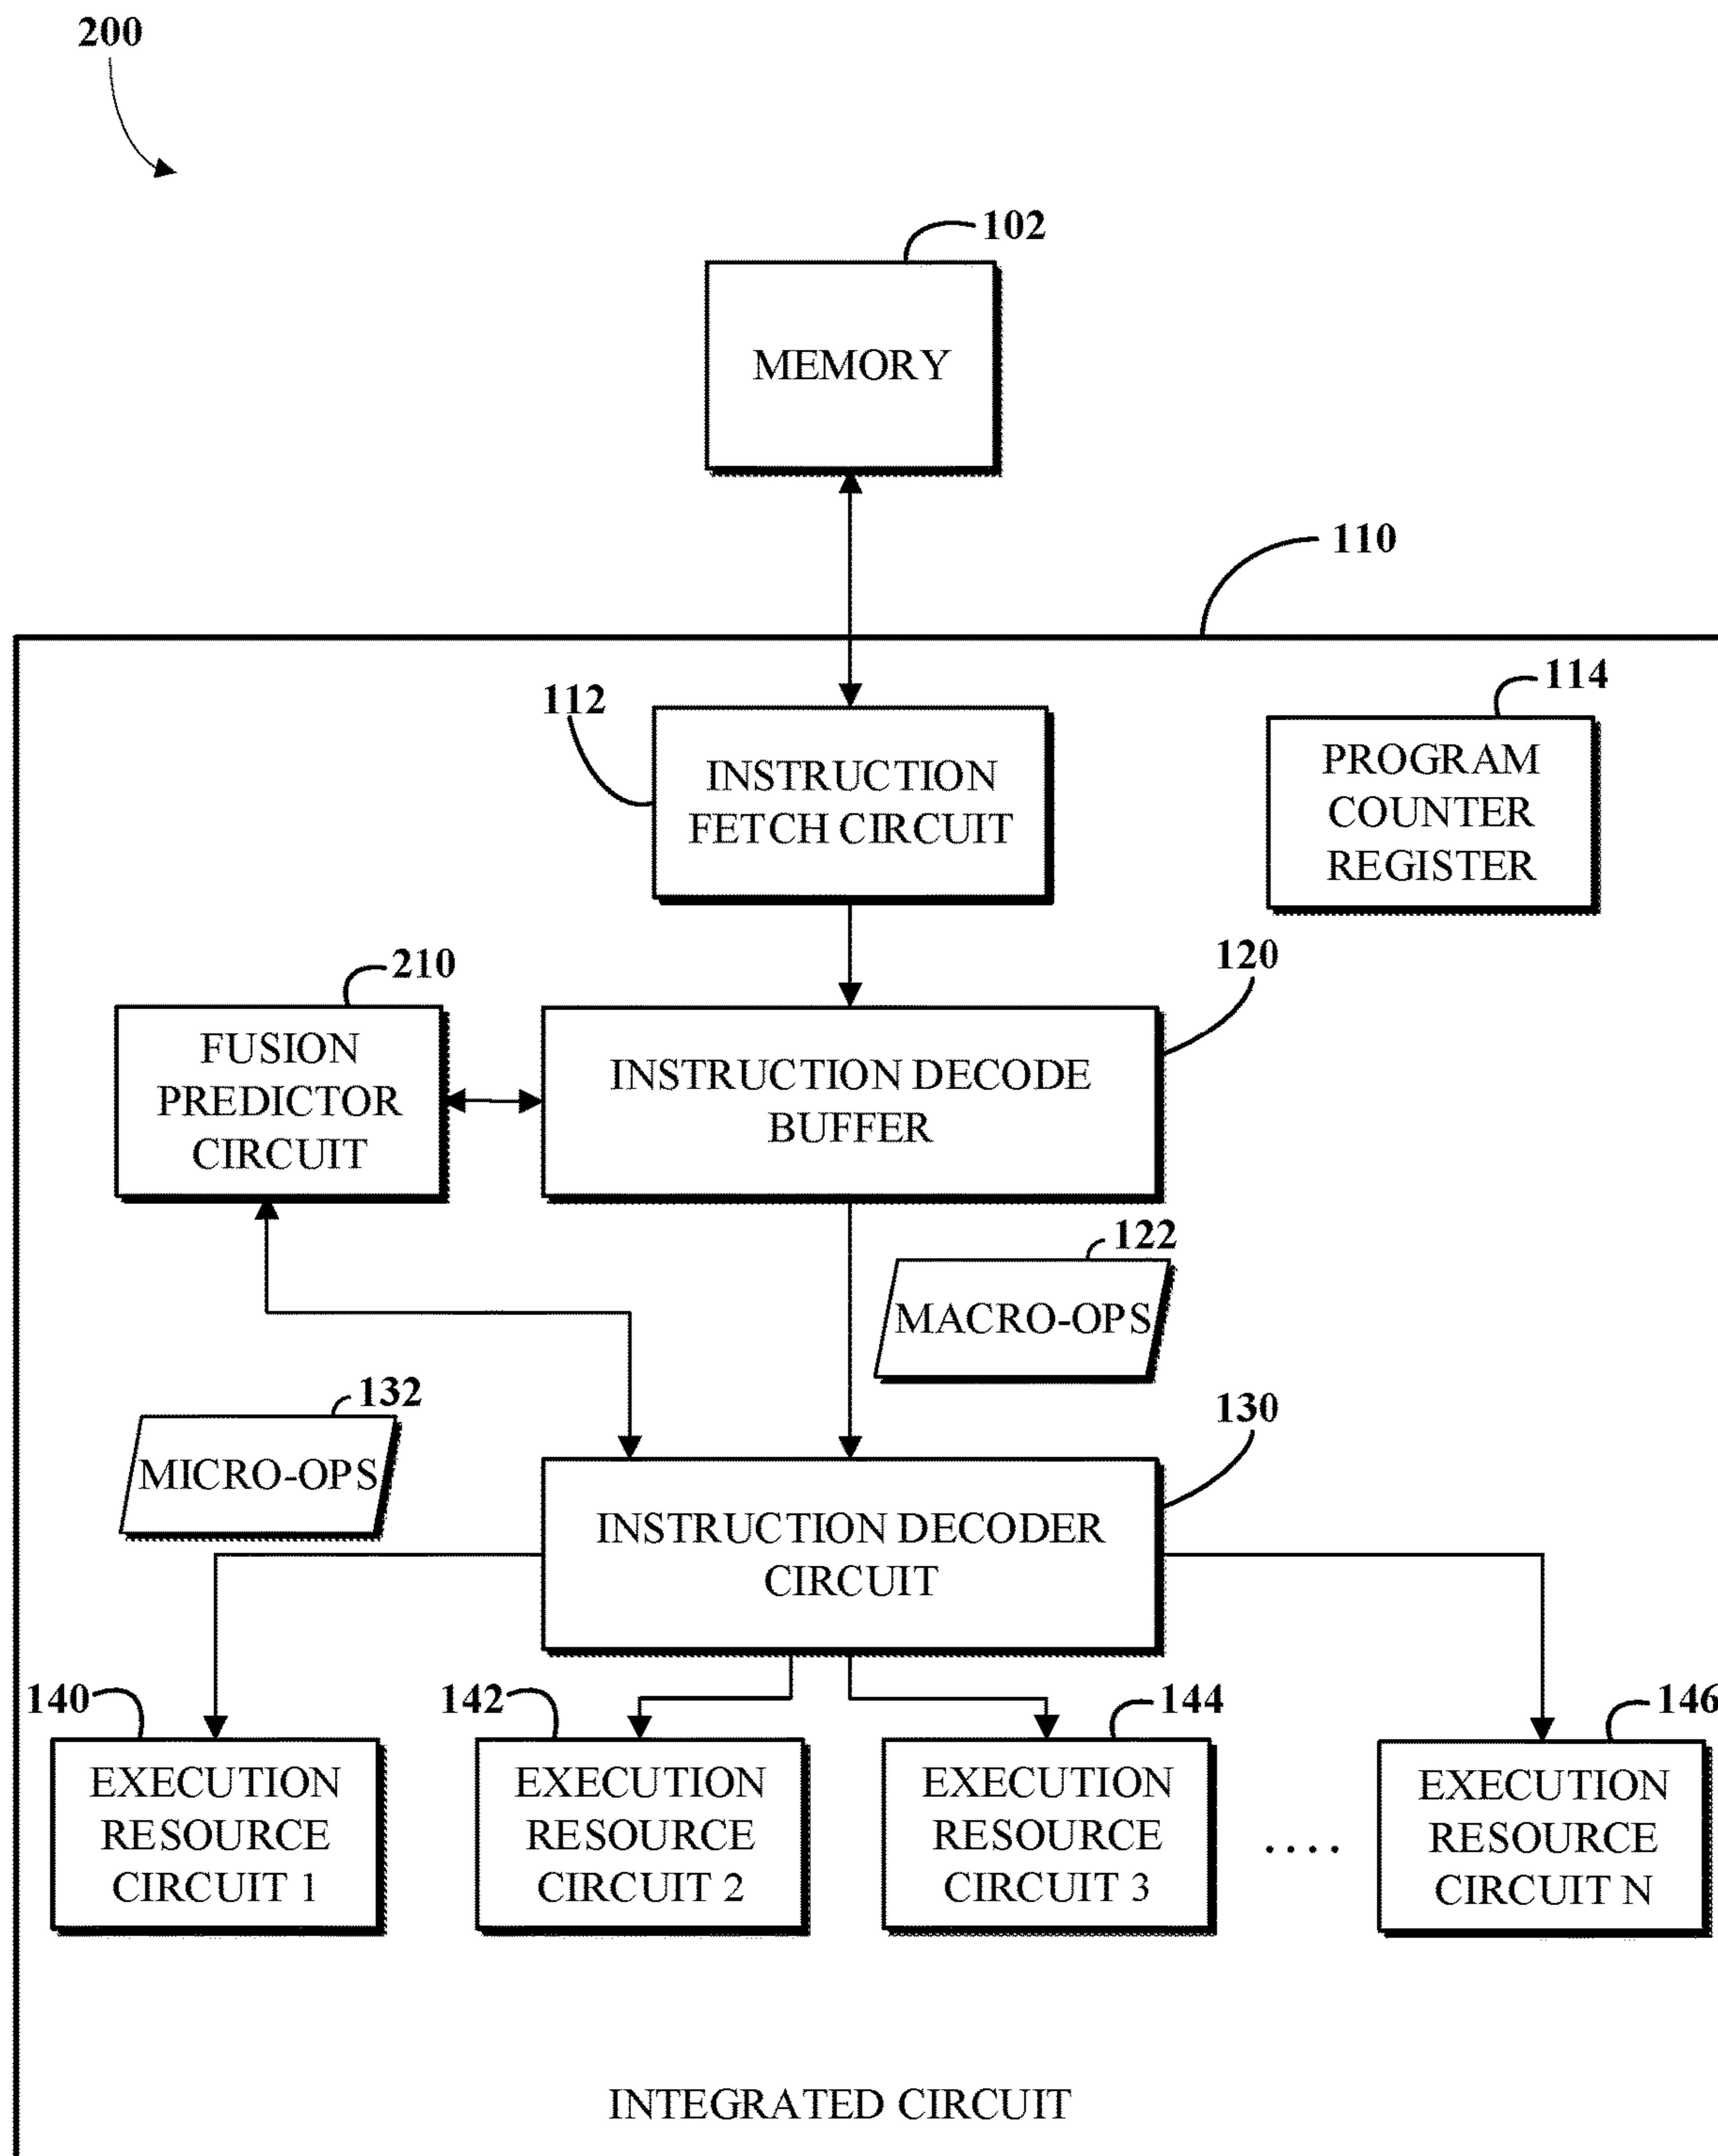 200
102
MEMORY
110
112
INSTRUCTION
FETCH CIRCUIT
114
PROGRAM
COUNTER
REGISTER
210
FUSION
PREDICTOR
CIRCUIT
120
INSTRUCTION DECODE
BUFFER
122
MACRO-OPS
132
MICRO-OPS
130
INSTRUCTION DECODER
CIRCUIT
140
EXECUTION
RESOURCE
CIRCUIT 1
142
EXECUTION
RESOURCE
CIRCUIT 2
144
EXECUTION
RESOURCE
CIRCUIT 3
....
146
EXECUTION
RESOURCE
CIRCUIT N
INTEGRATED CIRCUIT